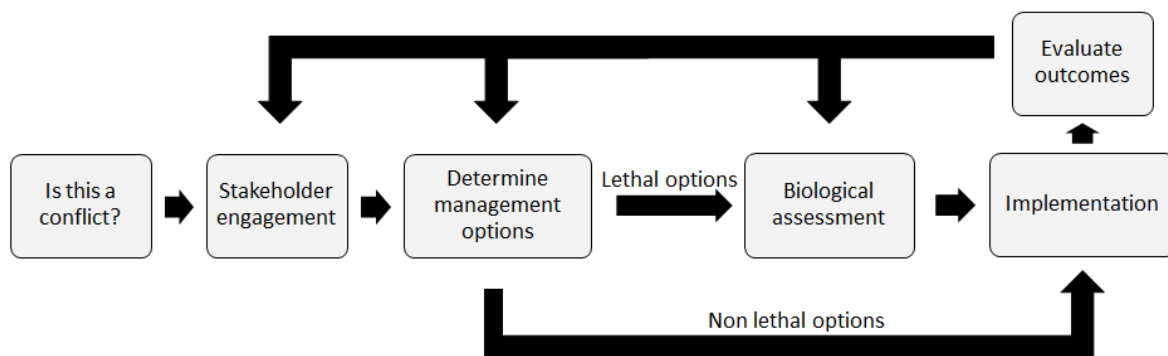 Evaluate
outcomes
Is this a
conflict?
Stakeholder
engagement
Determine
management
options
Lethal options
Biological
assessment
Implementation
Non lethal options